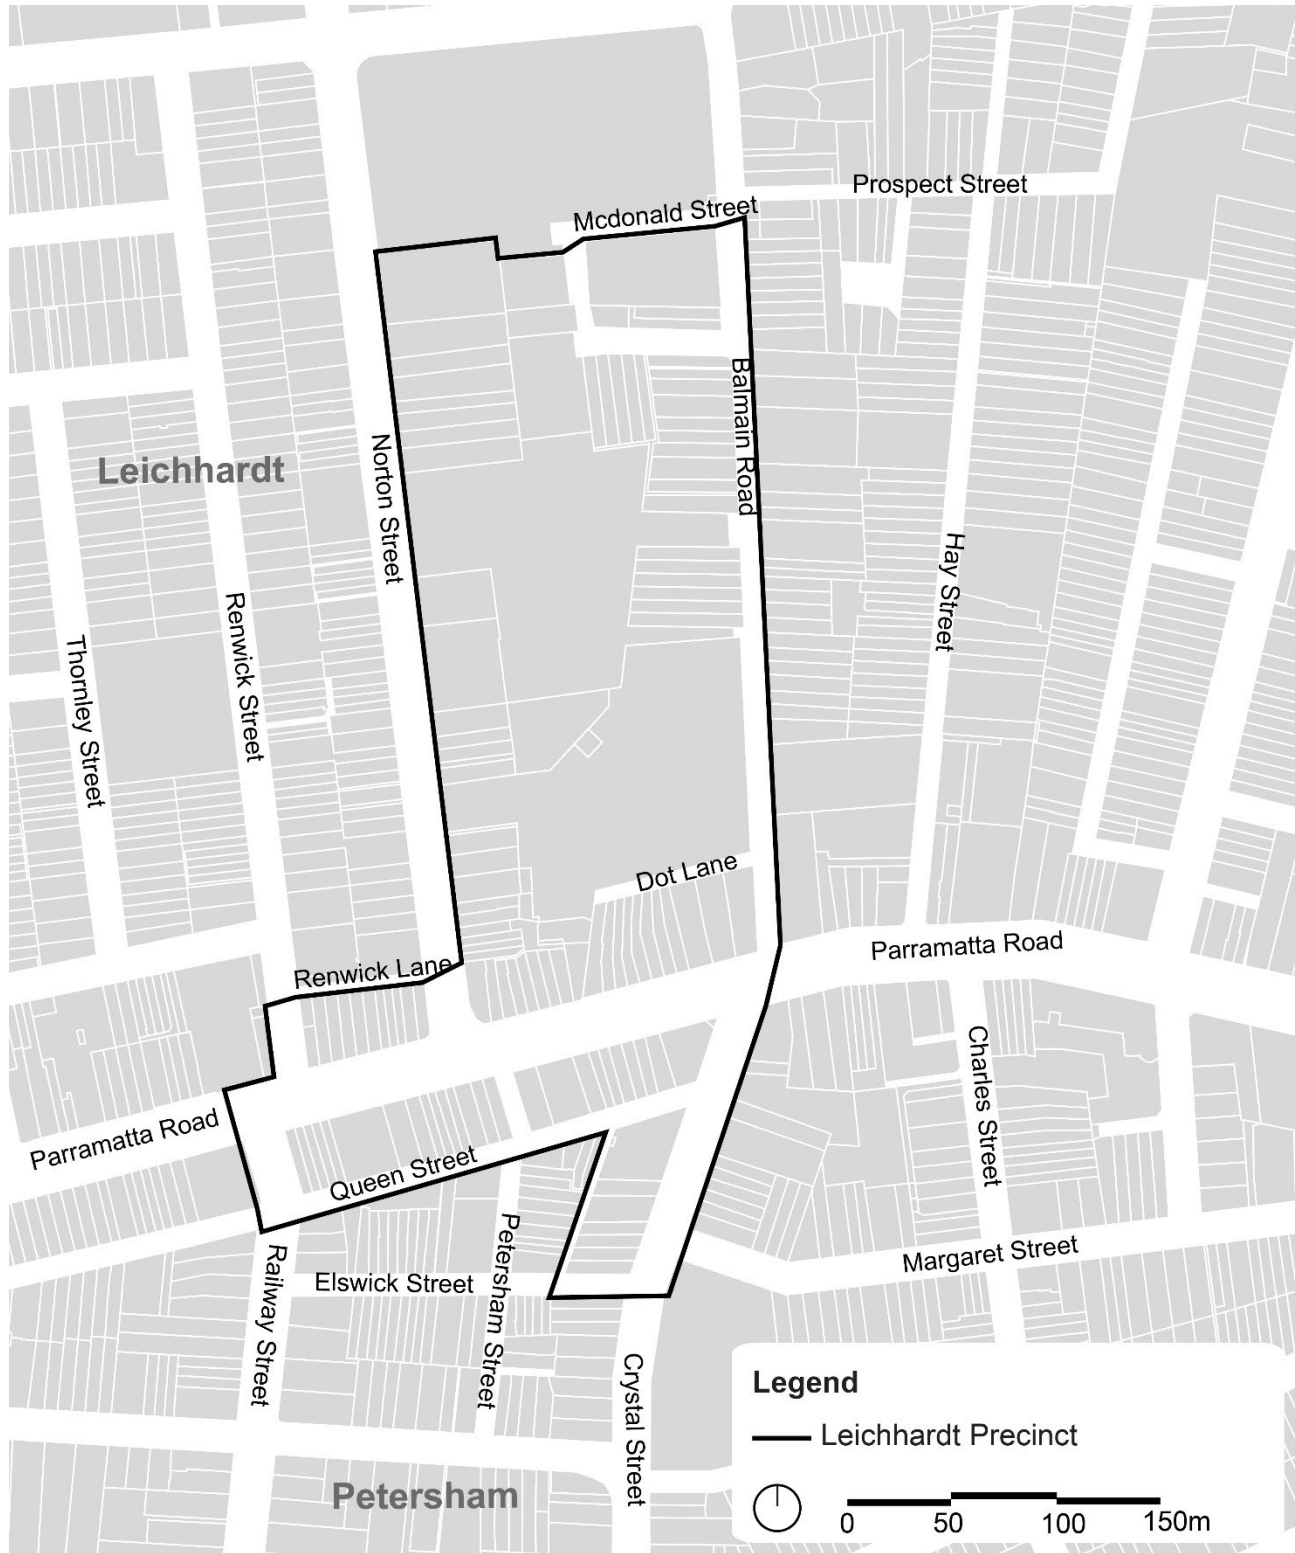 Prospect Street
Mcdonald Street
Balmain Road
Norton Street
Leichhardt
Hay Street
Renwick Street
Thornley Street
Dot Lane
Parramatta Road
Renwick Lane
Charles Street
Parramatta Road
Queen Street
Petersham Street
Margaret Street
Railway Street
Elswick Street
Crystal Street
Petersham
Legend
Leichhardt Precinct
0 50 100 150m